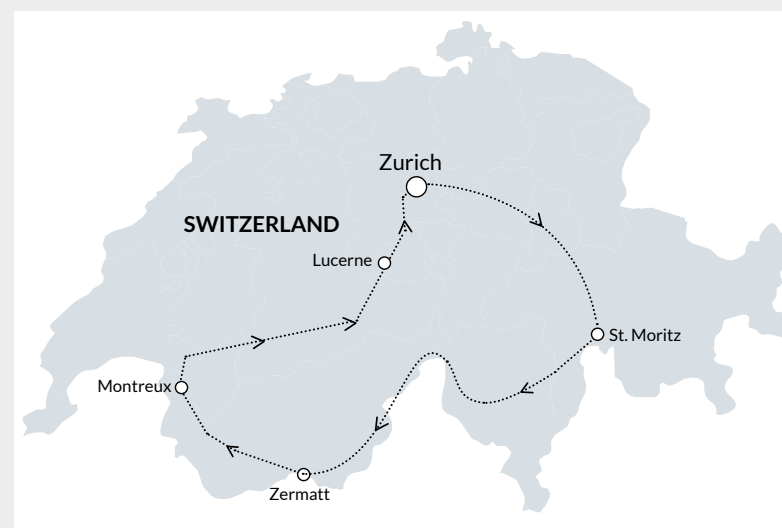 Zurich
SWITZERLAND
Lucerne
St. Moritz
Montreux
Zermatt